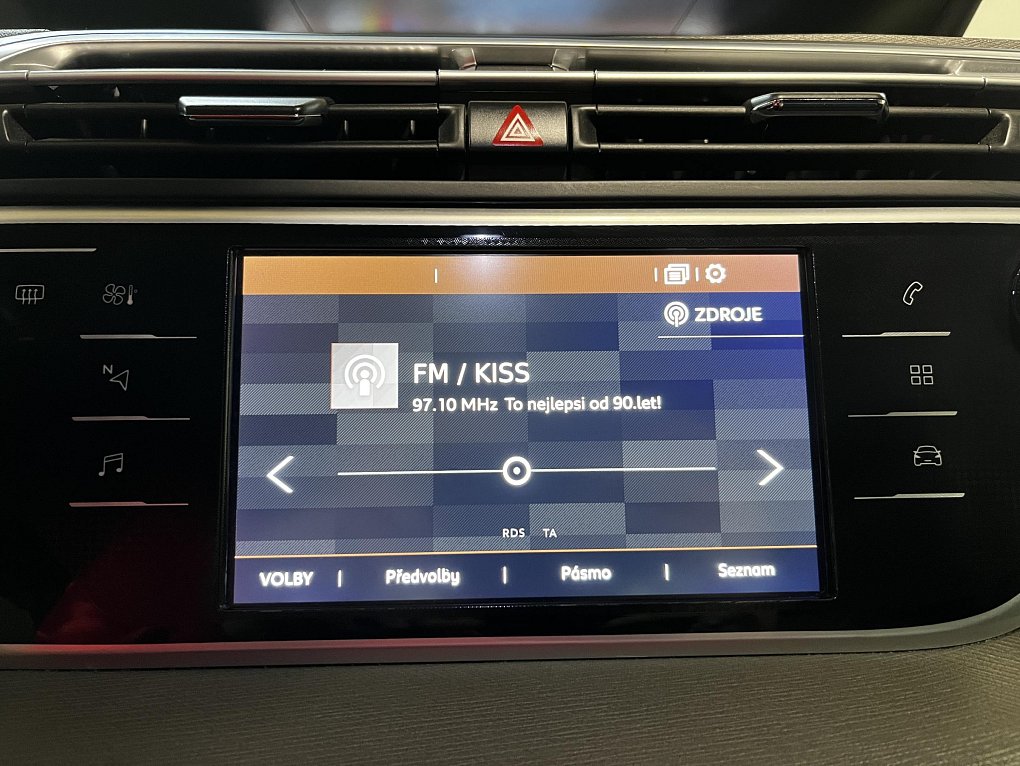 ZDROJE
FM / KISS
97.10 MHz To nejlepsi od 90.let!
N
RDS TA
VOLBY | Předvolby | Pásmo | Seznam